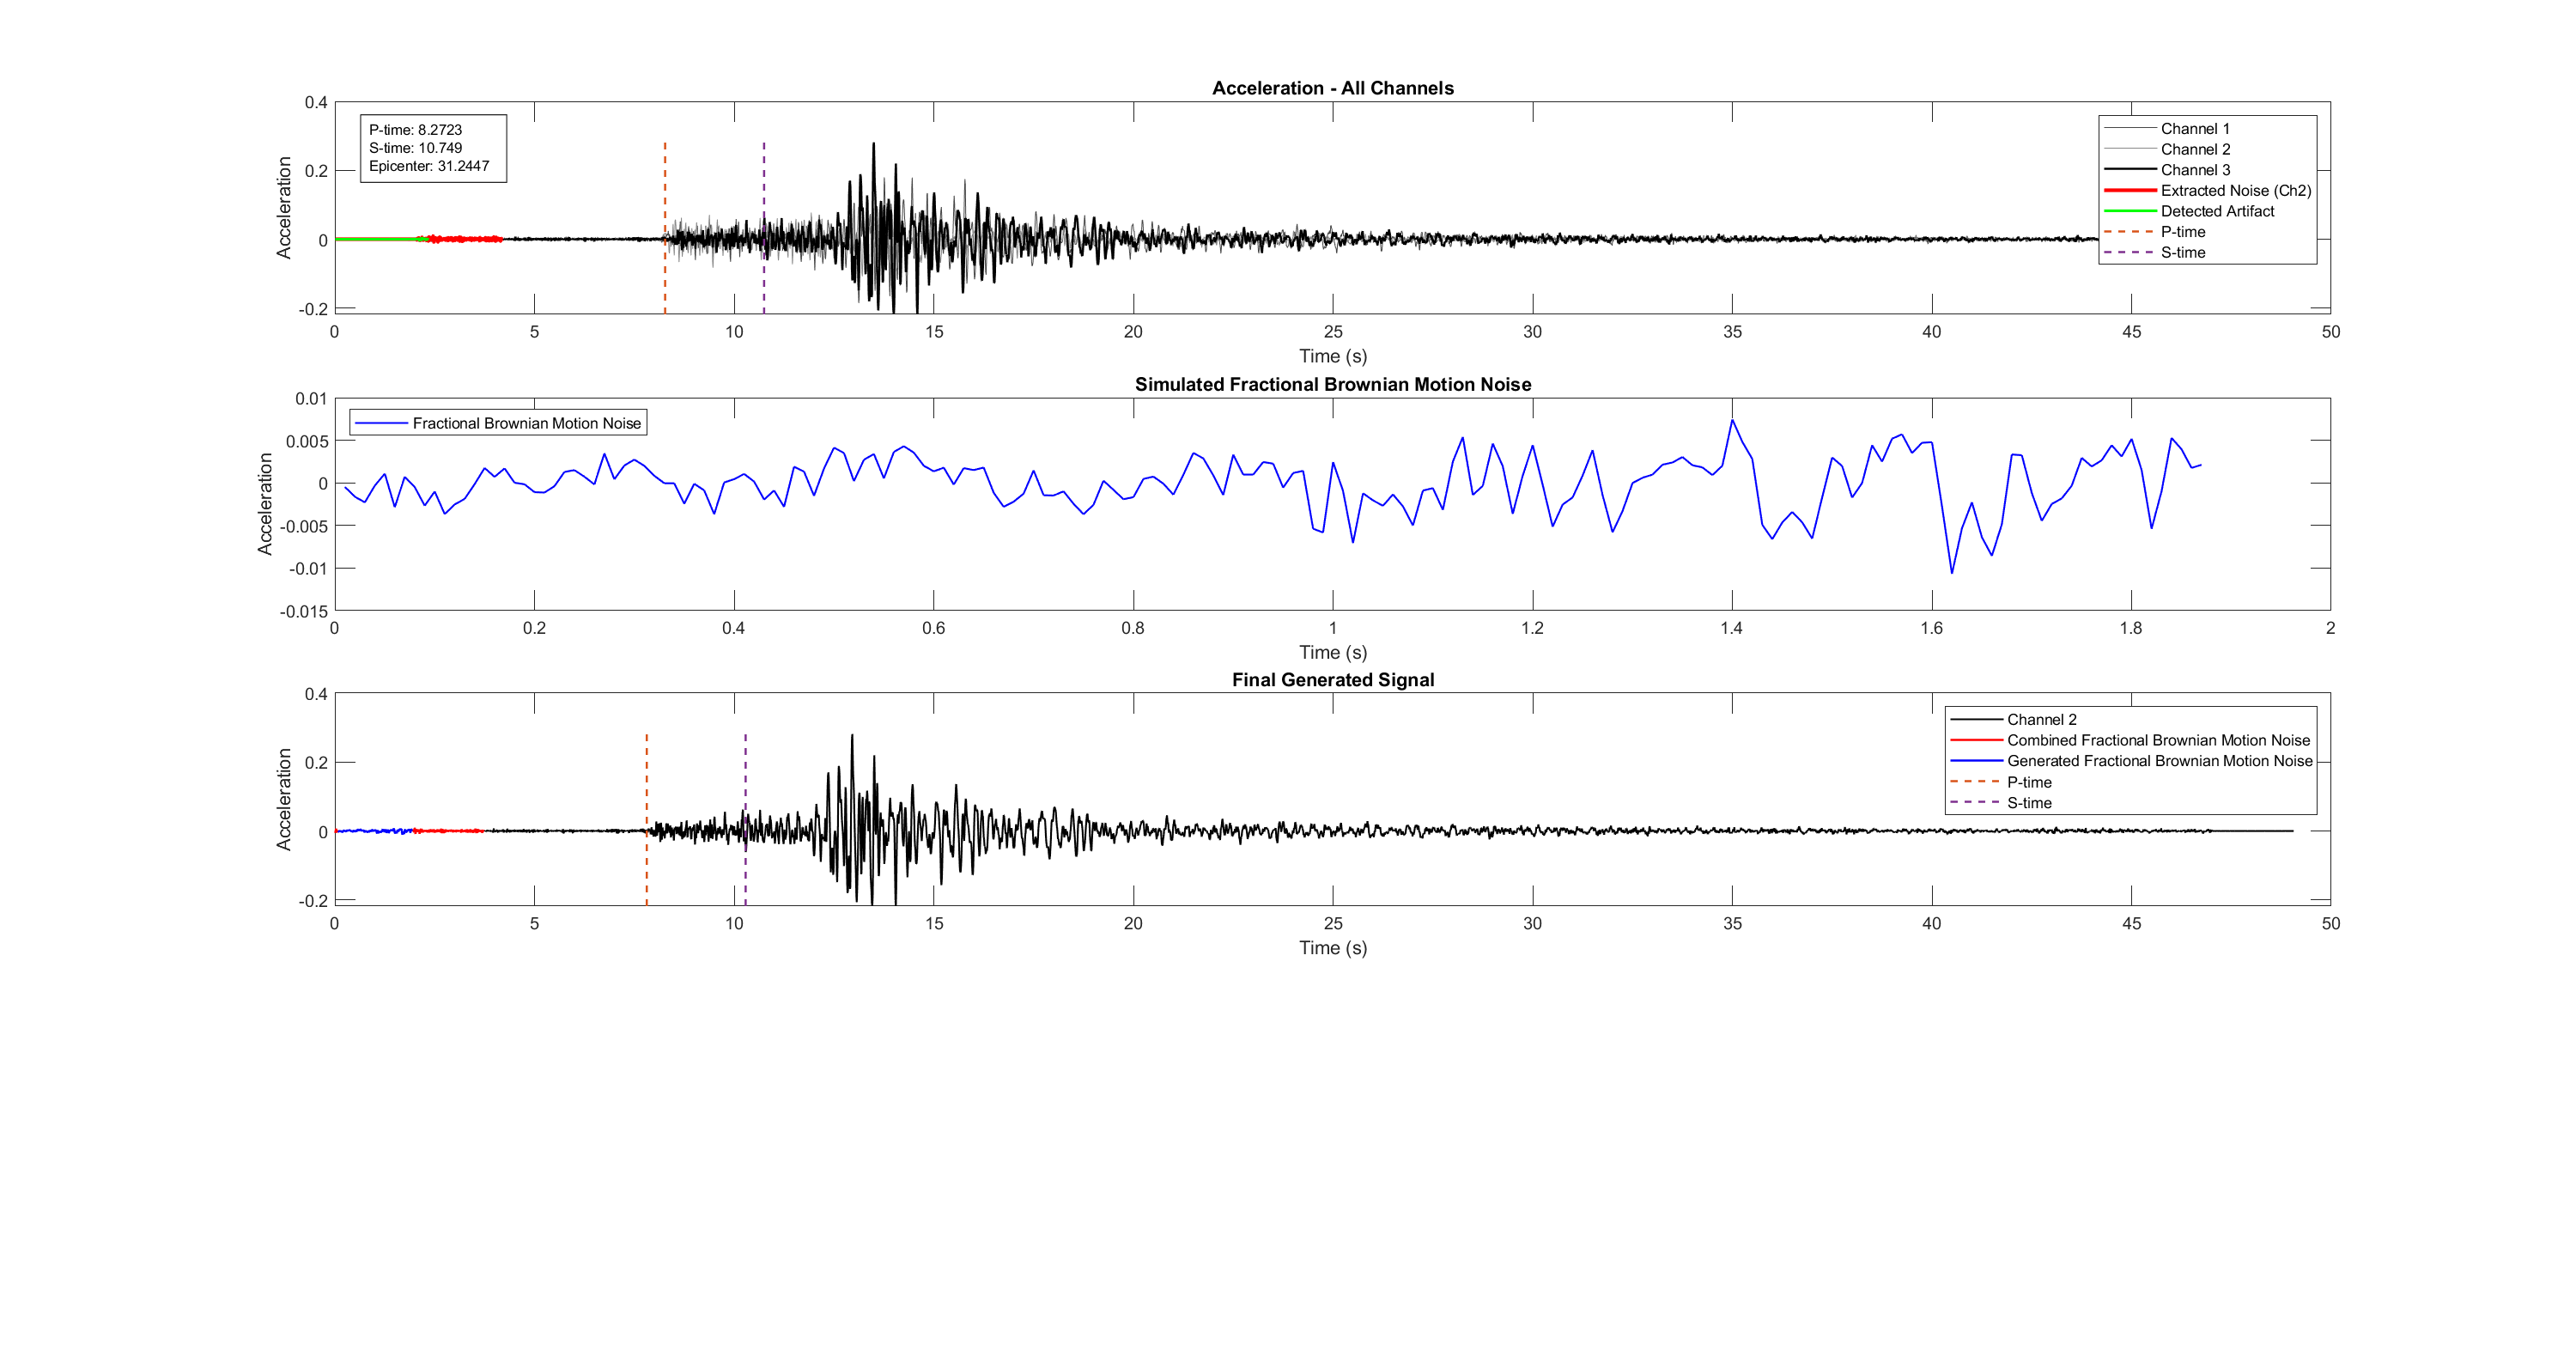 Acceleration - All Channels
0.4
0.2
0
-0.2
Acceleration
P-time: 8.2723
S-time: 10.749
Epicenter: 31.2447
Channel 1
Channel 2
Channel 3
Extracted Noise (Ch2)
Detected Artifact
P-time
S-time
0 5 10 15 20 25 30 35 40 45 50
Time (s)
Simulated Fractional Brownian Motion Noise
0.01
0.005
0
-0.005
-0.01
-0.015
Acceleration
Fractional Brownian Motion Noise
0 0.2 0.4 0.6 0.8 1 1.2 1.4 1.6 1.8 2
Time (s)
Final Generated Signal
0.4
0.2
0
-0.2
Acceleration
Channel 2
Combined Fractional Brownian Motion Noise
Generated Fractional Brownian Motion Noise
P-time
S-time
0 5 10 15 20 25 30 35 40 45 50
Time (s)